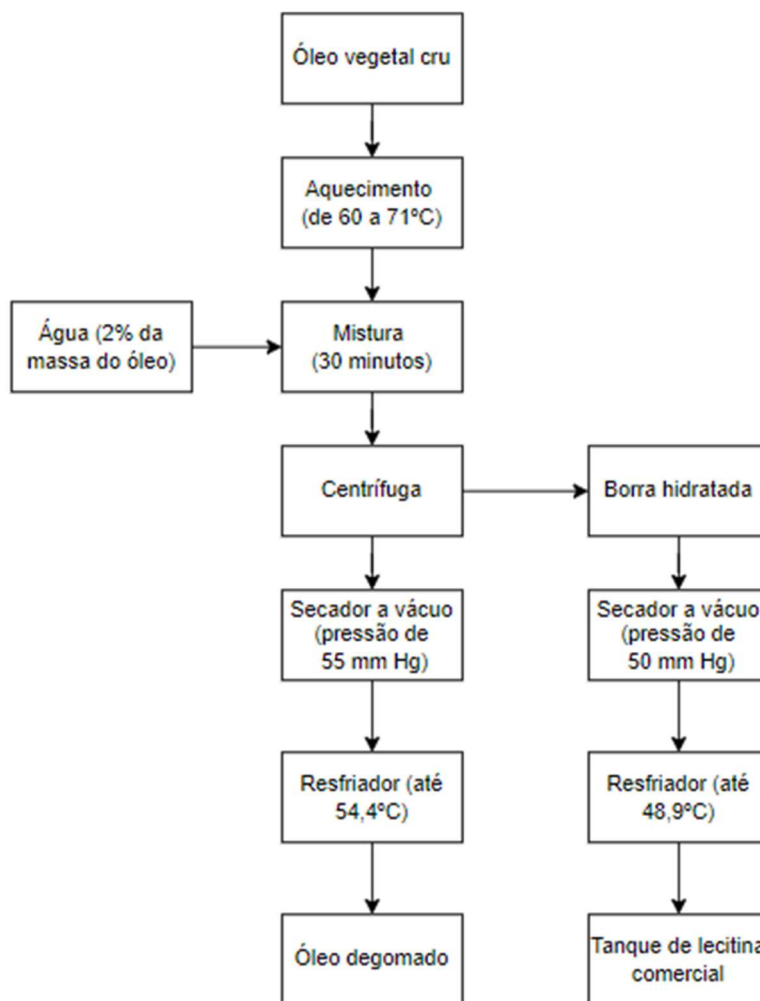 Óleo vegetal cru
Aquecimento
(de 60 a 71ºC)
Água (2% da
massa do óleo)
Mistura
(30 minutos)
Centrífuga
Borra hidratada
Secador a vácuo
(pressão de
55 mm Hg)
Secador a vácuo
(pressão de
50 mm Hg)
Resfriador (até
54,4ºC)
Resfriador (até
48,9ºC)
Óleo degomado
Tanque de lecitina
comercial